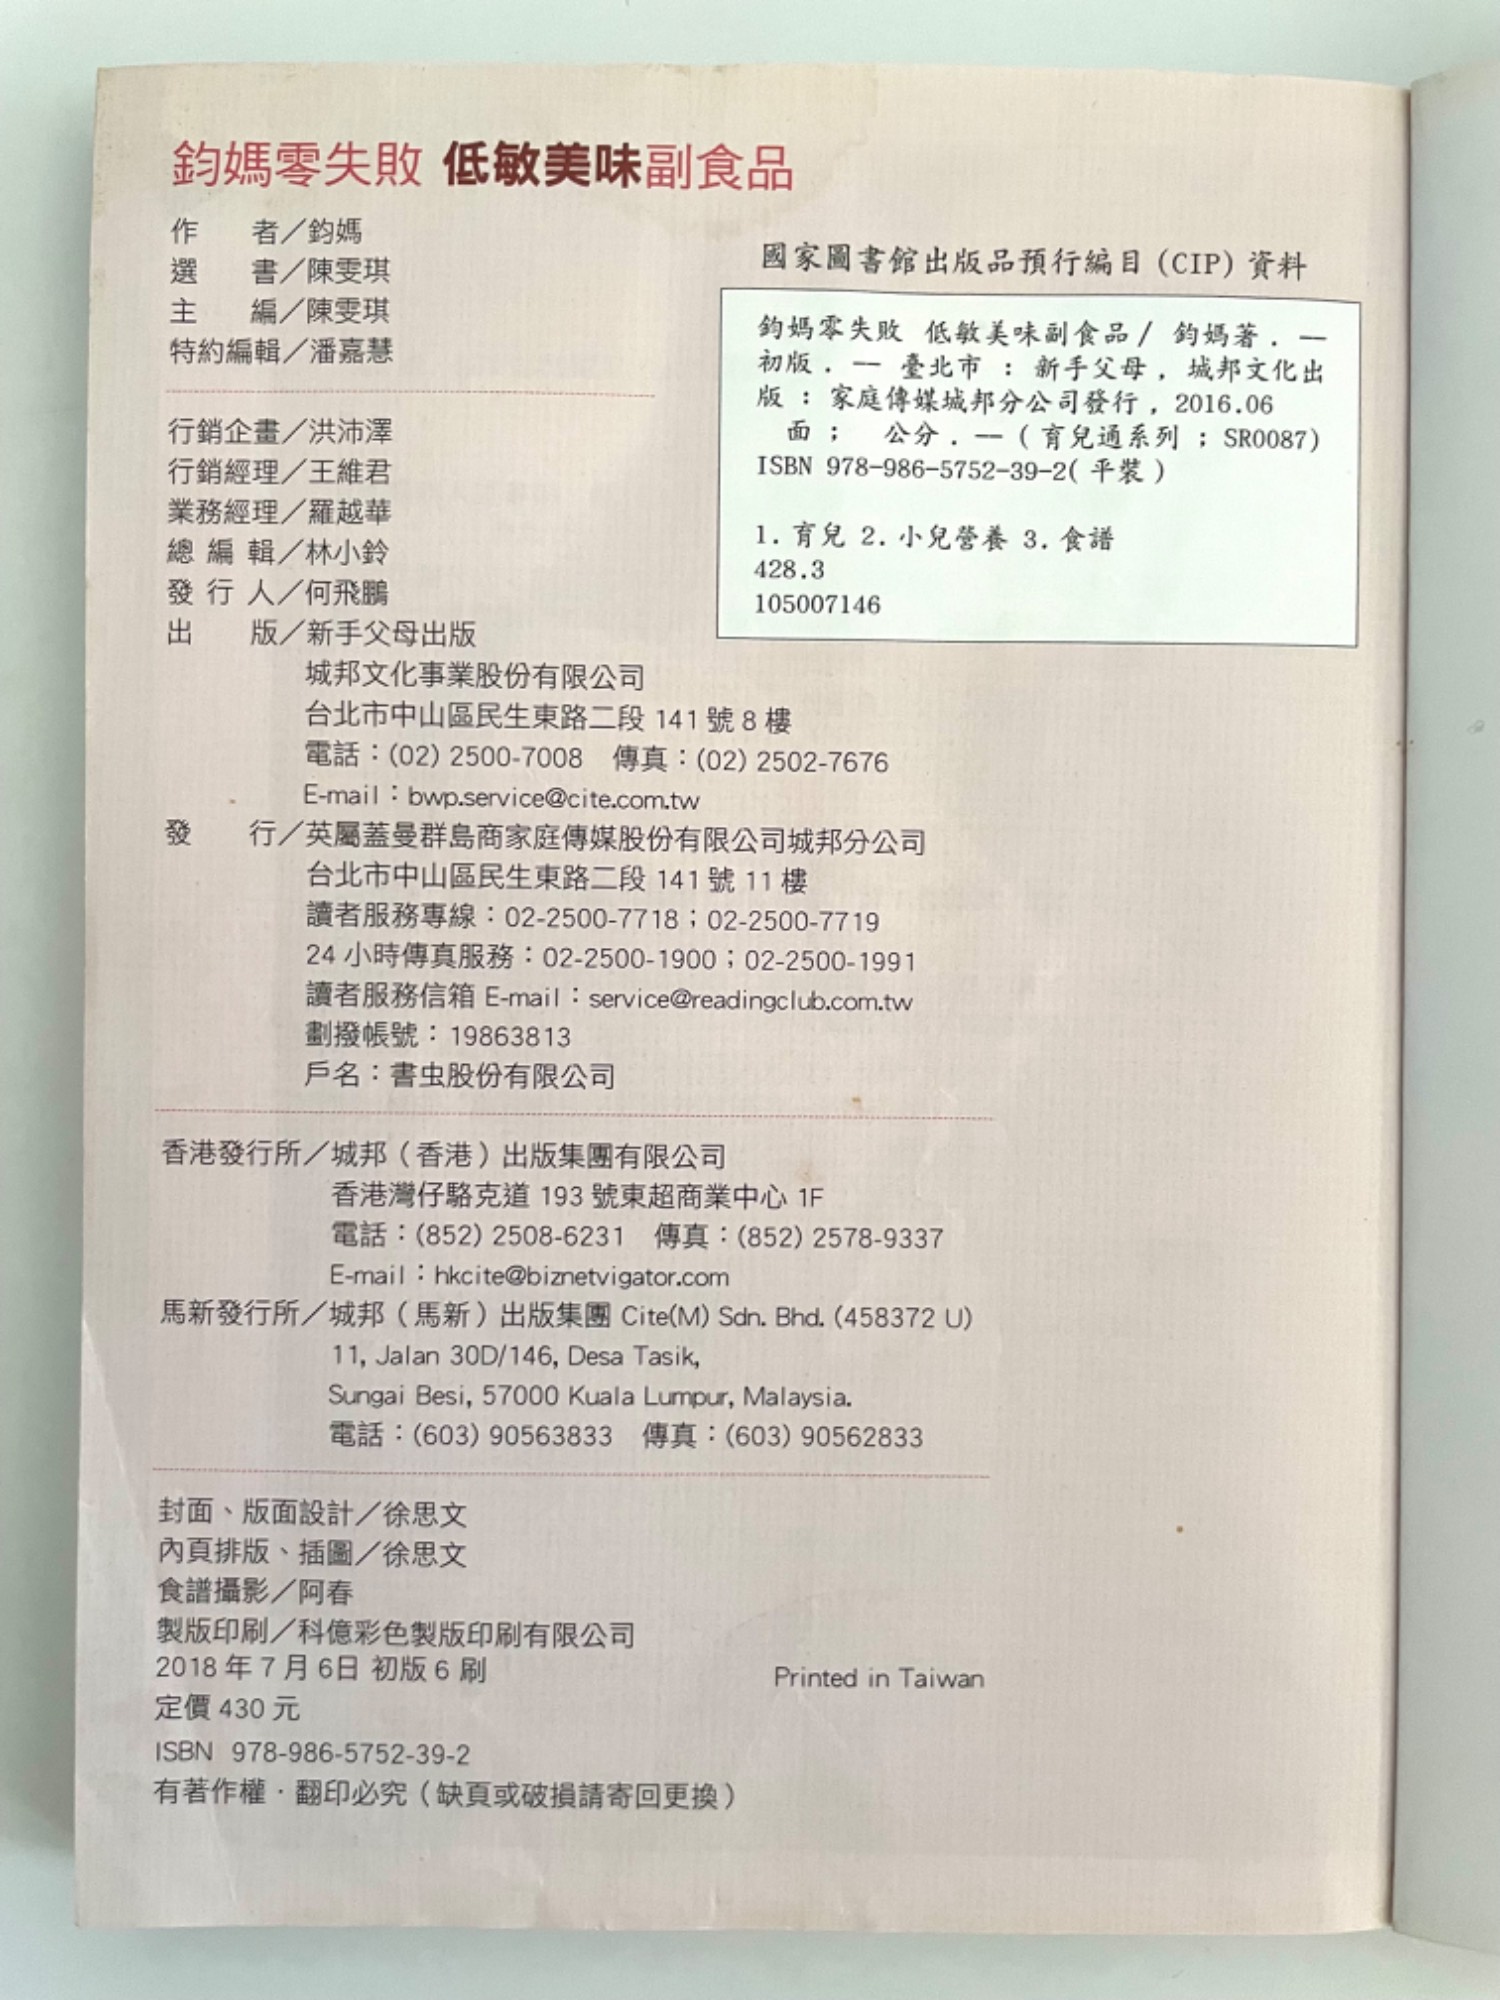 鈞媽零失敗 低敏美味副食品
作 者／鈞媽
選 書／陳雯琪
主 編／陳雯琪
特約編輯／潘嘉慧
行銷企畫／洪沛澤
行銷經理／王維君
業務經理／羅越華
總 編 輯／林小鈴
發 行 人／何飛鵬
出 版／新手父母出版
城邦文化事業股份有限公司
台北市中山區民生東路二段 141 號 8 樓
電話：(02) 2500-7008 傳真：(02) 2502-7676
E-mail：bwp.service@cite.com.tw
發 行／英屬蓋曼群島商家庭傳媒股份有限公司城邦分公司
台北市中山區民生東路二段 141 號 11 樓
讀者服務專線：02-2500-7718；02-2500-7719
24 小時傳真服務：02-2500-1900；02-2500-1991
讀者服務信箱 E-mail：service@readingclub.com.tw
劃撥帳號：19863813
戶名：書虫股份有限公司
香港發行所／城邦（香港）出版集團有限公司
香港灣仔駱克道 193 號東超商業中心 1F
電話：(852) 2508-6231 傳真：(852) 2578-9337
E-mail：hkcite@biznetvigator.com
馬新發行所／城邦（馬新）出版集團 Cite(M) Sdn. Bhd. (458372 U)
11, Jalan 30D/146, Desa Tasik,
Sungai Besi, 57000 Kuala Lumpur, Malaysia.
電話：(603) 90563833 傳真：(603) 90562833
封面、版面設計／徐思文
內頁排版、插圖／徐思文
食譜攝影／阿春
製版印刷／科億彩色製版印刷有限公司
2018 年 7 月 6日 初版 6 刷
Printed in Taiwan
定價 430 元
ISBN 978-986-5752-39-2
有著作權．翻印必究（缺頁或破損請寄回更換）
國家圖書館出版品預行編目 (CIP) 資料
鈞媽零失敗 低敏美味副食品 / 鈞媽著. —
初版. — 臺北市 : 新手父母, 城邦文化出
版 : 家庭傳媒城邦分公司發行, 2016.06
面 ; 公分. — ( 育兒通系列 ; SR0087)
ISBN 978-986-5752-39-2( 平裝 )
1. 育兒 2. 小兒營養 3. 食譜
428.3
105007146